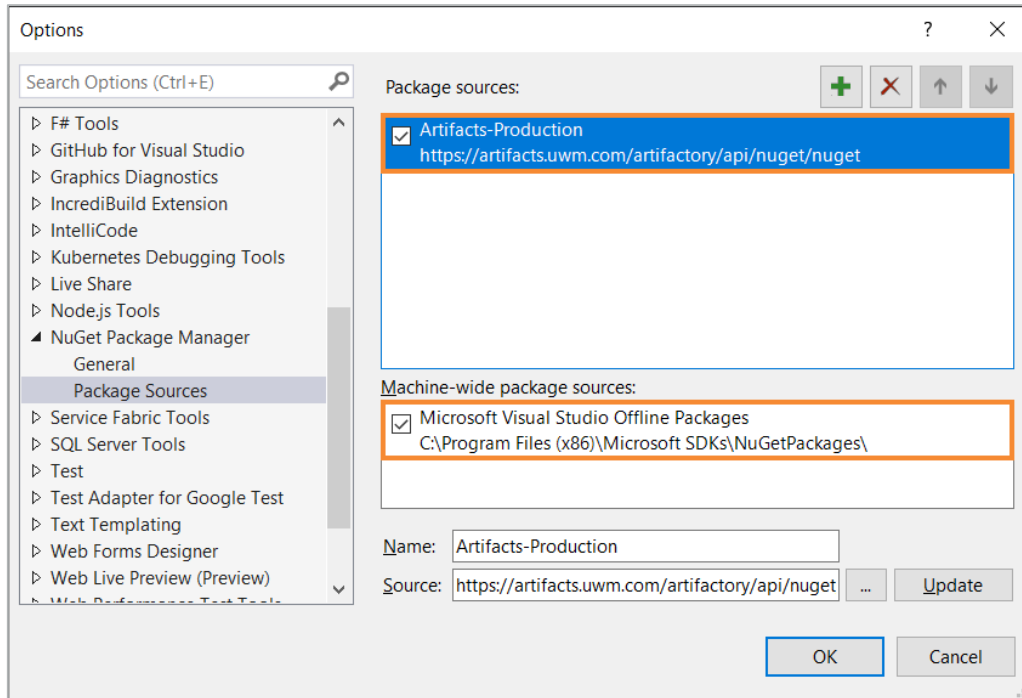 Options
?
Search Options (Ctrl+E)
F# Tools
GitHub for Visual Studio
Graphics Diagnostics
IncrediBuild Extension
IntelliCode
Kubernetes Debugging Tools
Live Share
Node.js Tools
NuGet Package Manager
General
Package Sources
Service Fabric Tools
SQL Server Tools
Test
Test Adapter for Google Test
Text Templating
Web Forms Designer
Web Live Preview (Preview)
Web Performance Test Tools
Package sources:
Artifacts-Production
https://artifacts.uwm.com/artifactory/api/nuget/nuget
Machine-wide package sources:
Microsoft Visual Studio Offline Packages
C:\Program Files (x86)\Microsoft SDKs\NuGetPackages\
Name: Artifacts-Production
Source: https://artifacts.uwm.com/artifactory/api/nuget ... Update
OK Cancel